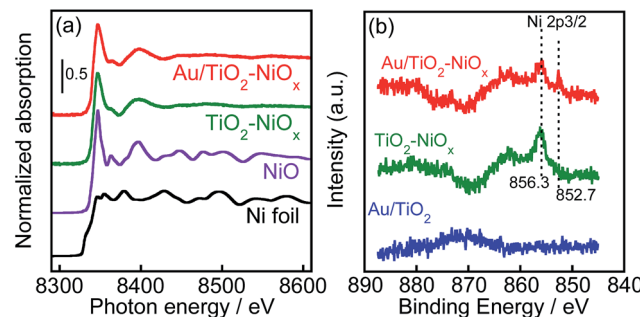 (a)
0.5
Au/TiO₂-NiOₓ
TiO₂-NiOₓ
NiO
Ni foil
Normalized absorption
8300 8400 8500 8600
Photon energy / eV
(b)
Ni 2p3/2
Au/TiO₂-NiOₓ
TiO₂-NiOₓ
856.3
852.7
Au/TiO₂
Intensity (a.u.)
890 880 870 860 850 840
Binding Energy / eV